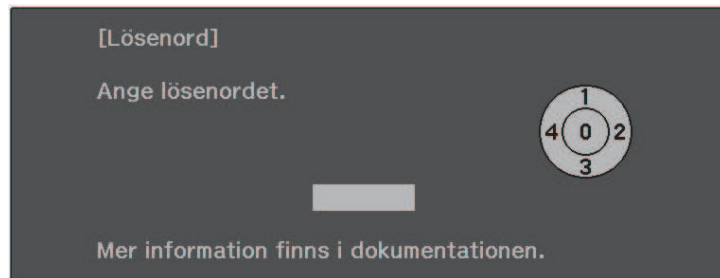 [Lösenord]
Ange lösenordet.
1
4 0 2
3
Mer information finns i dokumentationen.